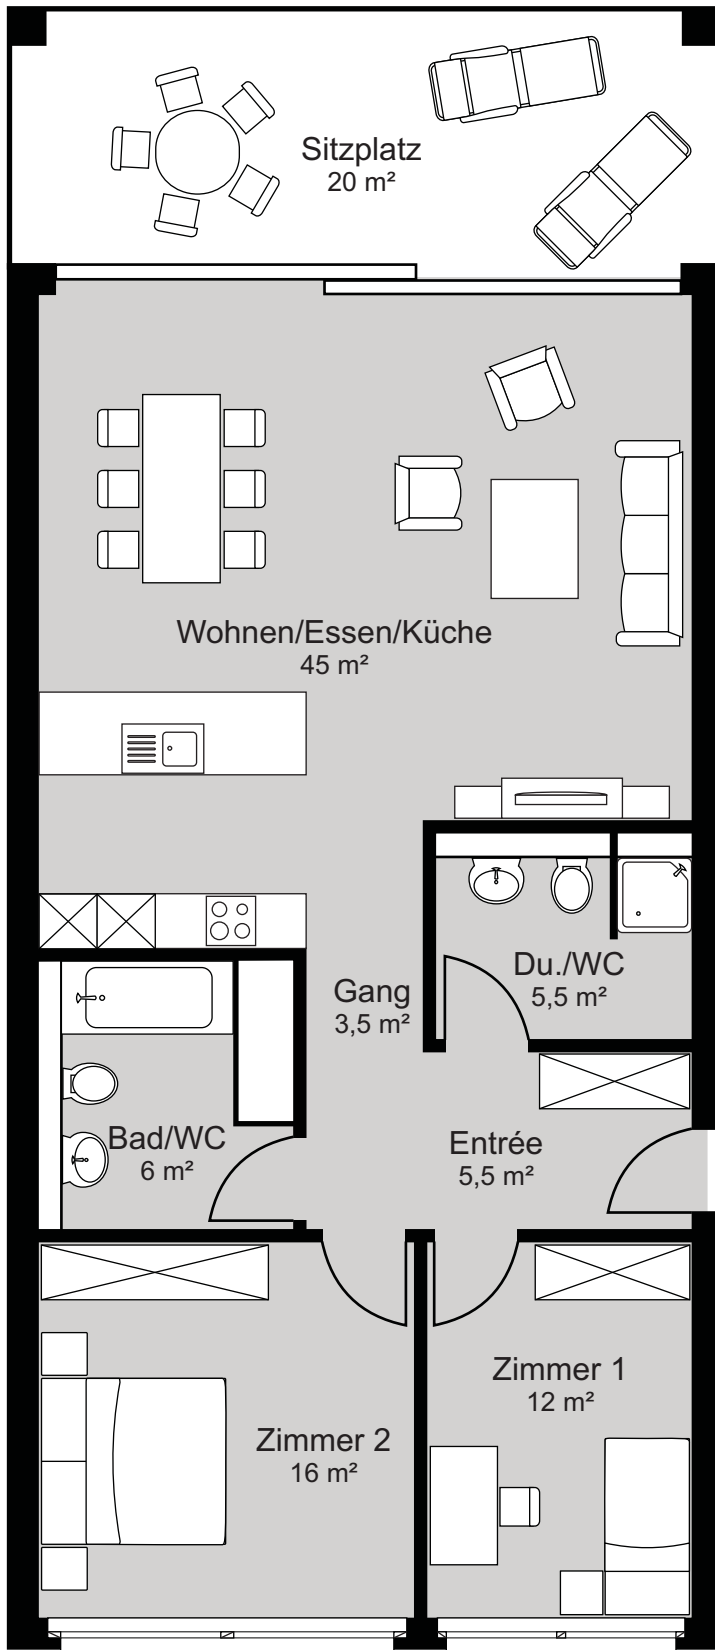 Sitzplatz
20 m²
Wohnen/Essen/Küche
45 m²
Du./WC
5,5 m²
Gang
3,5 m²
Bad/WC
6 m²
Entrée
5,5 m²
Zimmer 1
12 m²
Zimmer 2
16 m²